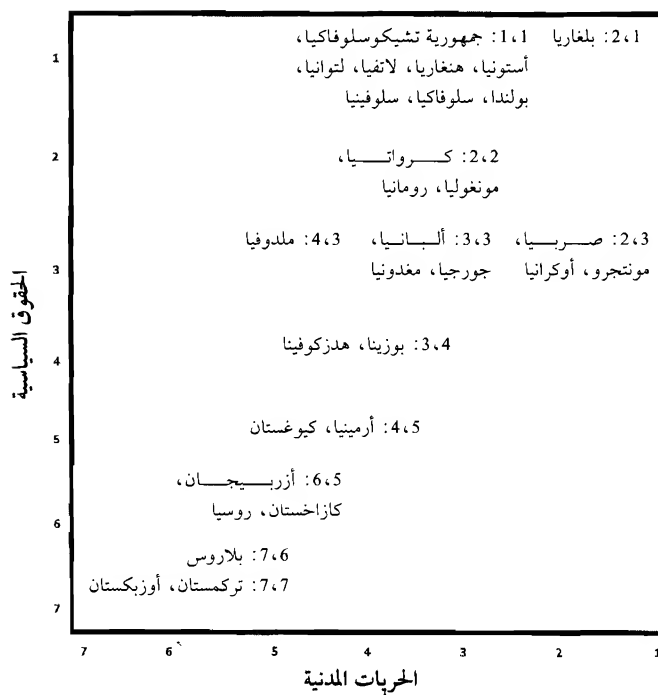 1
2،1: بلغاريا 1،1: جمهورية تشيكوسلوفاكيا،
أستونيا، هنغاريا، لاتفيا، لتوانيا،
بولندا، سلوفاكيا، سلوفينيا
2
2،2: كرواتيا،
مونغوليا، رومانيا
2،3: صربيا، 3،3: ألبانيا، 4،3: ملدوفيا
مونتجرو، أوكرانيا جورجيا، مغدونيا
3
الحقوق السياسية
3،4: بوزينا، هدزكوفينا
4
4،5: أرمينيا، كيوغستان
5
6،5: أزربيجان،
كازاخستان، روسيا
6
7،6: بلاروس
7،7: تركمستان، أوزبكستان
7
7 6 5 4 3 2 1
الحريات المدنية